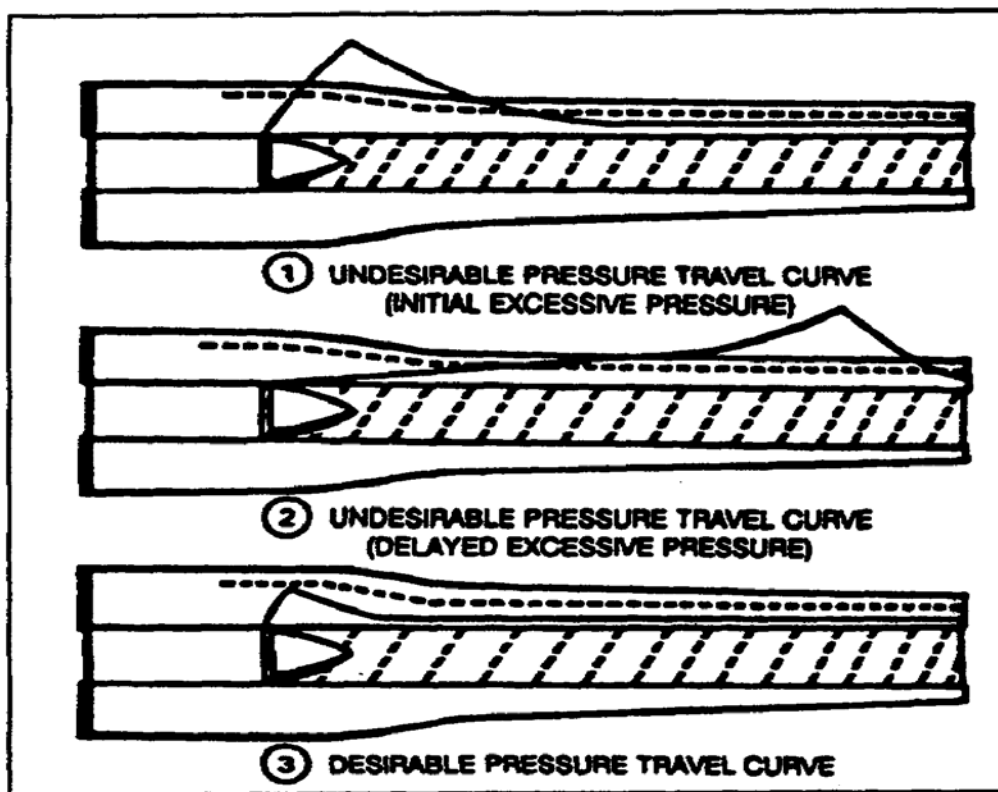 1 UNDESIRABLE PRESSURE TRAVEL CURVE
(INITIAL EXCESSIVE PRESSURE)
2 UNDESIRABLE PRESSURE TRAVEL CURVE
(DELAYED EXCESSIVE PRESSURE)
3 DESIRABLE PRESSURE TRAVEL CURVE